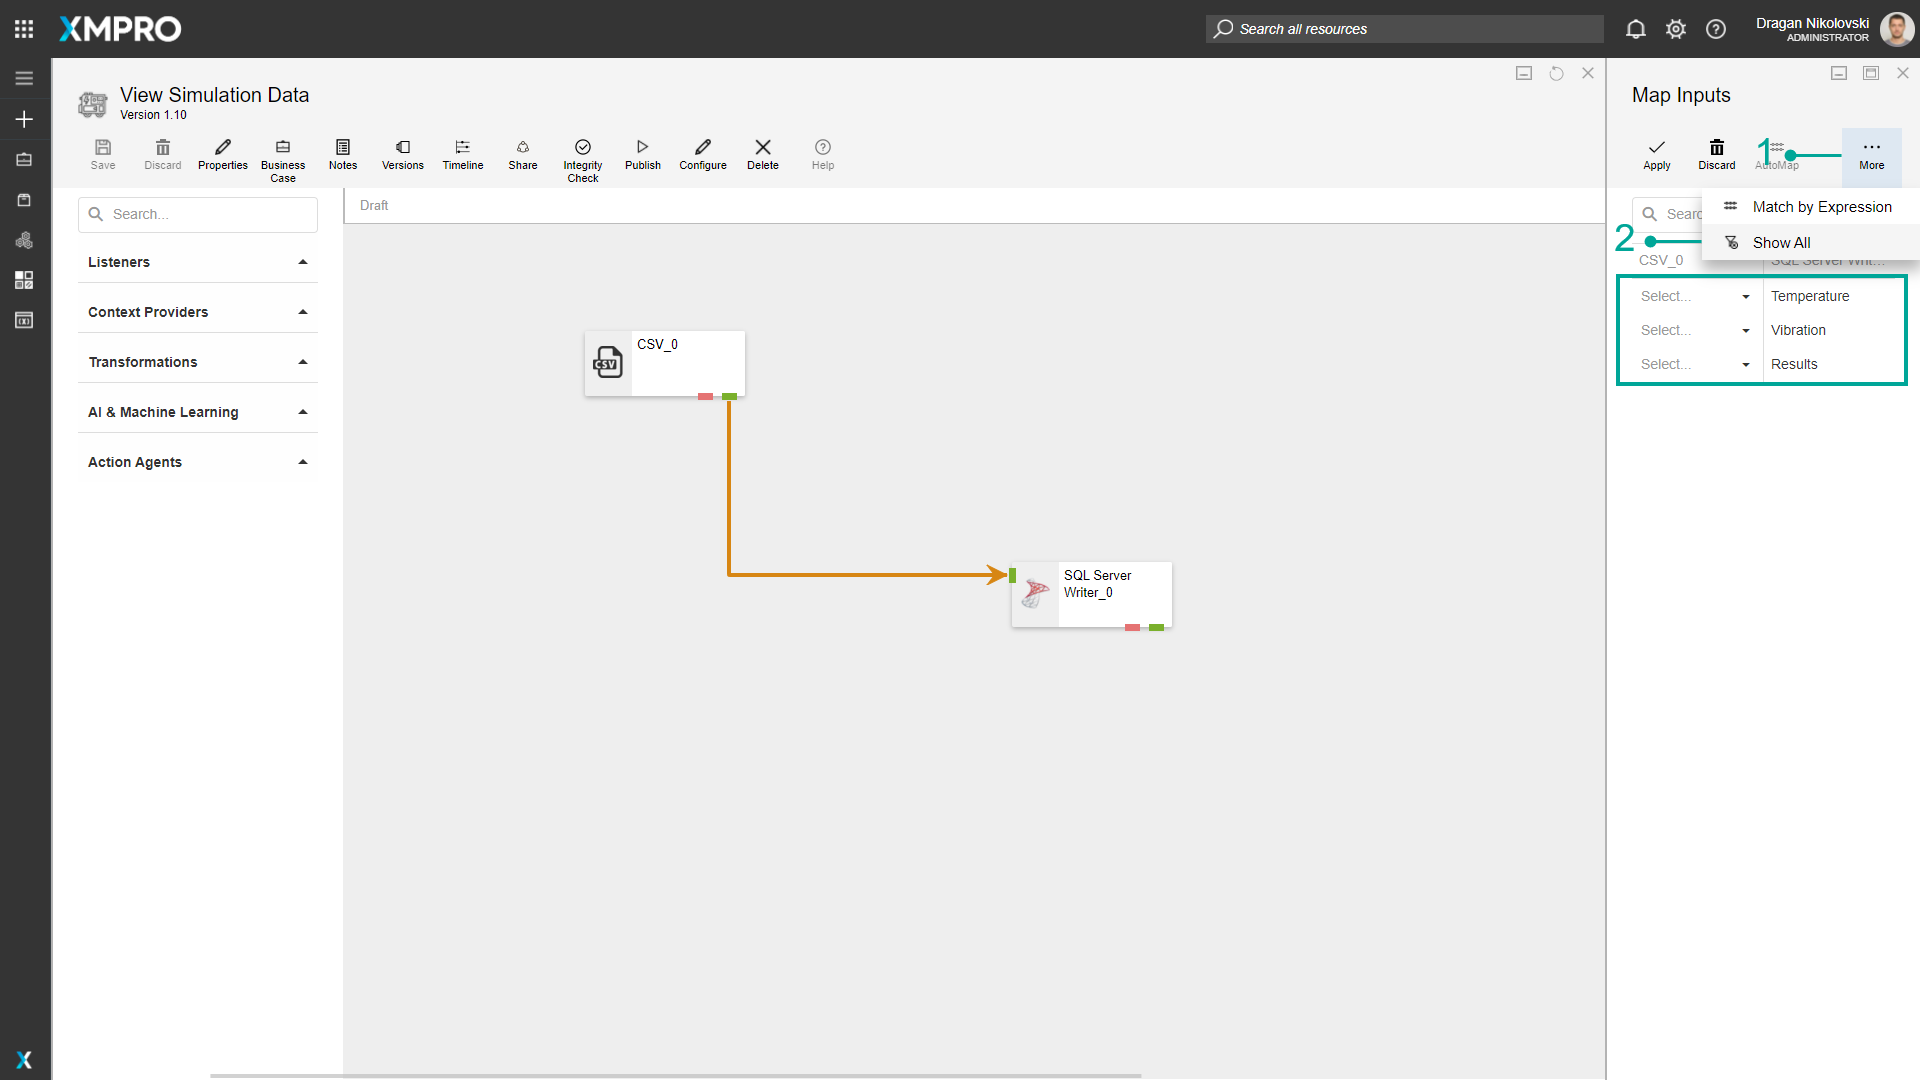 XMPRO
Search all resources
Dragan Nikolovski
ADMINISTRATOR
View Simulation Data
Version 1.10
Save
Discard
Properties
Business
Case
Notes
Versions
Timeline
Share
Integrity
Check
Publish
Configure
Delete
Help
Search...
Listeners
Context Providers
Transformations
AI & Machine Learning
Action Agents
Draft
CSV_0
CSV
SQL Server
Writer_0
Map Inputs
Apply
Discard
1
AutoMap
More
Searc
Match by Expression
2
Show All
CSV_0
SQL Server Writ...
Select...
Temperature
Select...
Vibration
Select...
Results